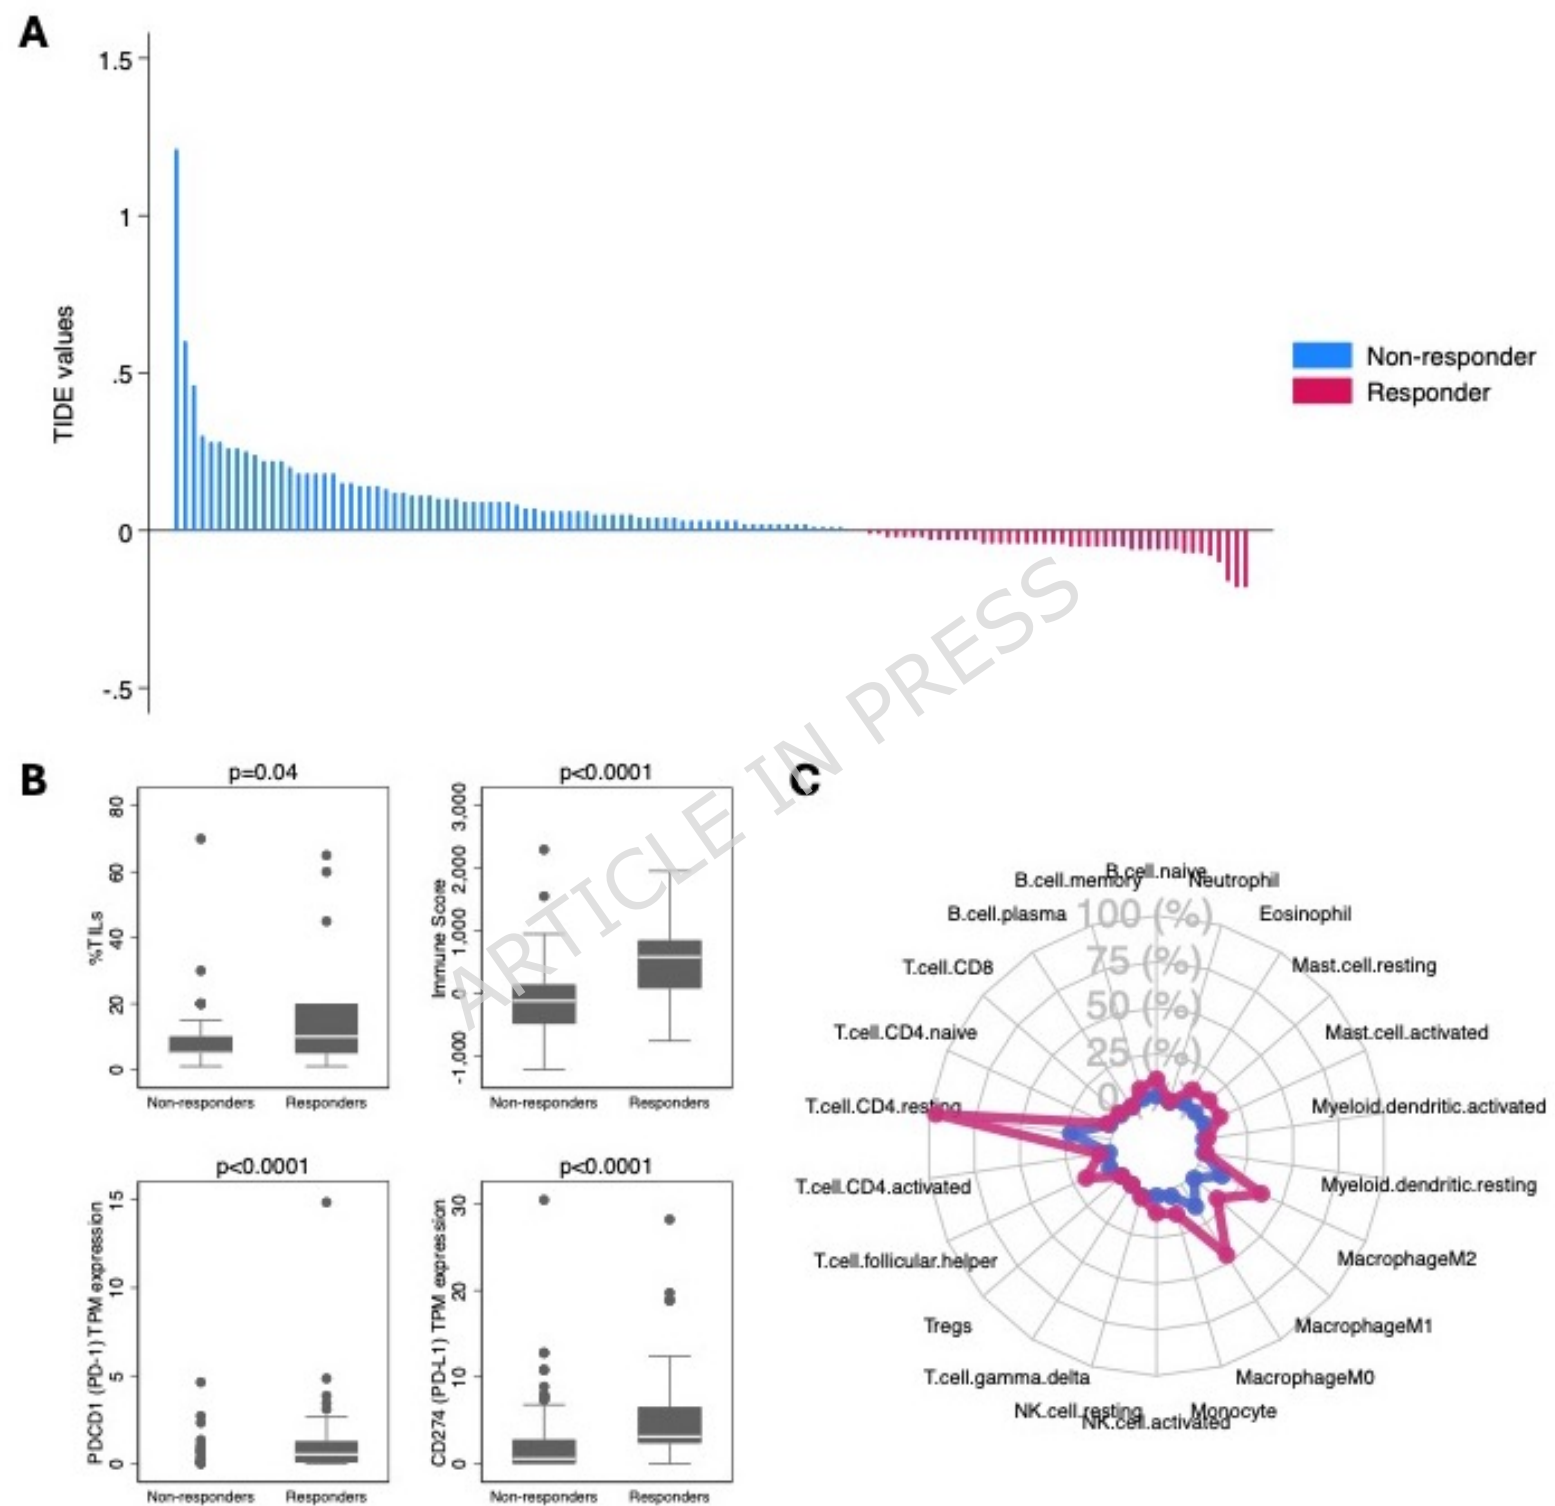 A
1.5
1
.5
0
-.5
TIDE values
Non-responder
Responder
ARTICLE IN PRESS
B
p=0.04
%TILs
80
60
40
20
0
Non-responders Responders
p<0.0001
Immune Score
3,000
2,000
1,000
0
-1,000
Non-responders Responders
p<0.0001
PDCD1 (PD-1) TPM expression
15
10
5
0
Non-responders Responders
p<0.0001
CD274 (PD-L1) TPM expression
30
20
10
0
Non-responders Responders
C
B.cell.naive
B.cell.memory
Neutrophil
B.cell.plasma
Eosinophil
100 (%)
75 (%)
50 (%)
25 (%)
0
T.cell.CD8
Mast.cell.resting
T.cell.CD4.naive
Mast.cell.activated
T.cell.CD4.resting
Myeloid.dendritic.activated
T.cell.CD4.activated
Myeloid.dendritic.resting
T.cell.follicular.helper
MacrophageM2
Tregs
MacrophageM1
T.cell.gamma.delta
MacrophageM0
NK.cell.resting
Monocyte
NK.cell.activated